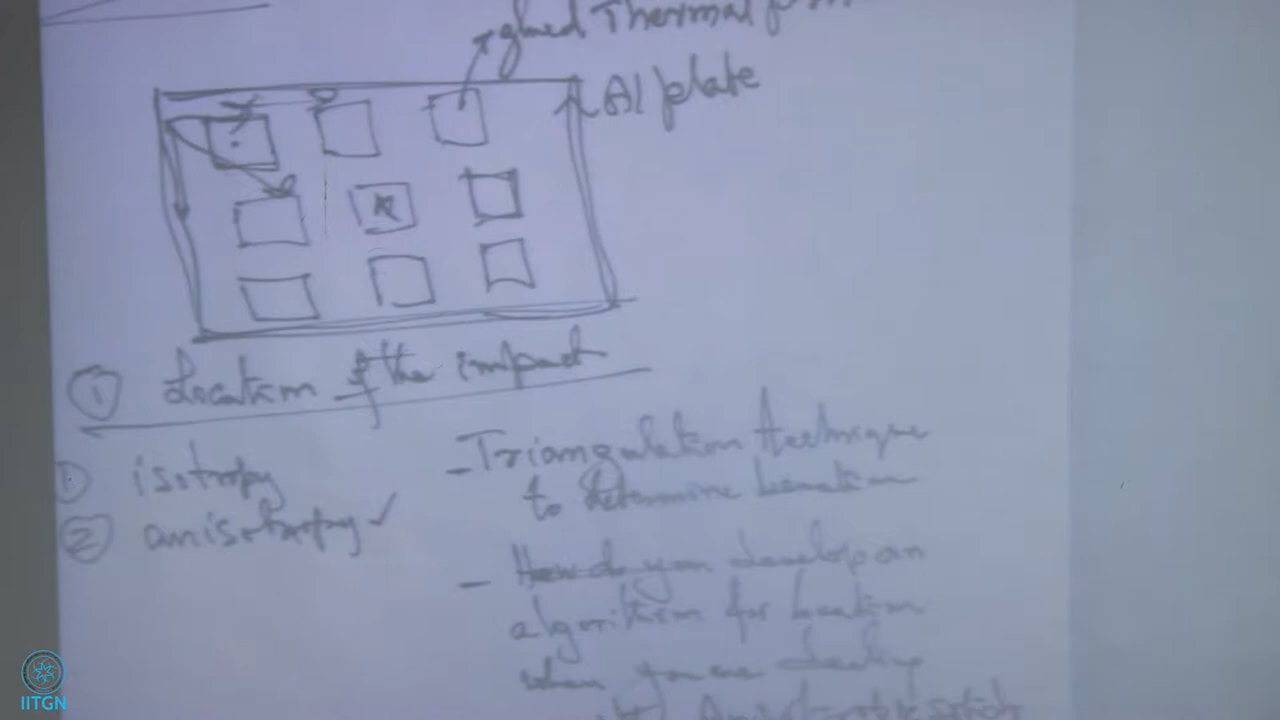 glued Thermal
Al plate
① Location of the impact
① isotropy
② anisotropy ✓
- Triangulation technique
to determine location
- How do you develop an
algorithm for location
when you are dealing
IITGN